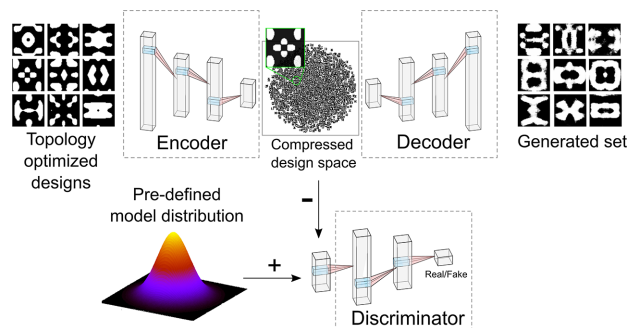 Topology
optimized
designs
Encoder
Compressed
design space
Decoder
Generated set
Pre-defined
model distribution
-
+
Real/Fake
Discriminator